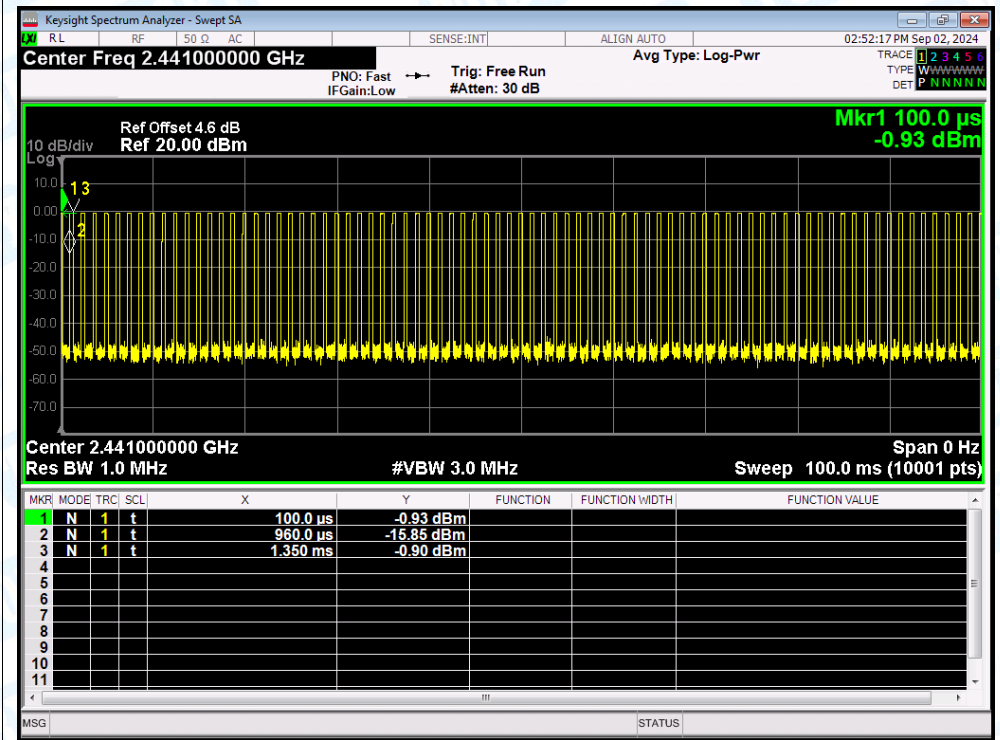 Keysight Spectrum Analyzer - Swept SA
LXI RL RF 50 Ω AC SENSE:INT ALIGN AUTO 02:52:17 PM Sep 02, 2024
Center Freq 2.441000000 GHz
PNO: Fast
IFGain:Low
Trig: Free Run
#Atten: 30 dB
Avg Type: Log-Pwr
TRACE 1 2 3 4 5 6
TYPE WWWWWW
DET P N N N N N
Ref Offset 4.6 dB
10 dB/div Ref 20.00 dBm
Log
Mkr1 100.0 µs
-0.93 dBm
10.0
0.00
-10.0
-20.0
-30.0
-40.0
-50.0
-60.0
-70.0
1 3
2
Center 2.441000000 GHz Span 0 Hz
Res BW 1.0 MHz #VBW 3.0 MHz Sweep 100.0 ms (10001 pts)
MKR MODE TRC SCL X Y FUNCTION FUNCTION WIDTH FUNCTION VALUE
1 N 1 t 100.0 µs -0.93 dBm
2 N 1 t 960.0 µs -15.85 dBm
3 N 1 t 1.350 ms -0.90 dBm
4
5
6
7
8
9
10
11
MSG STATUS